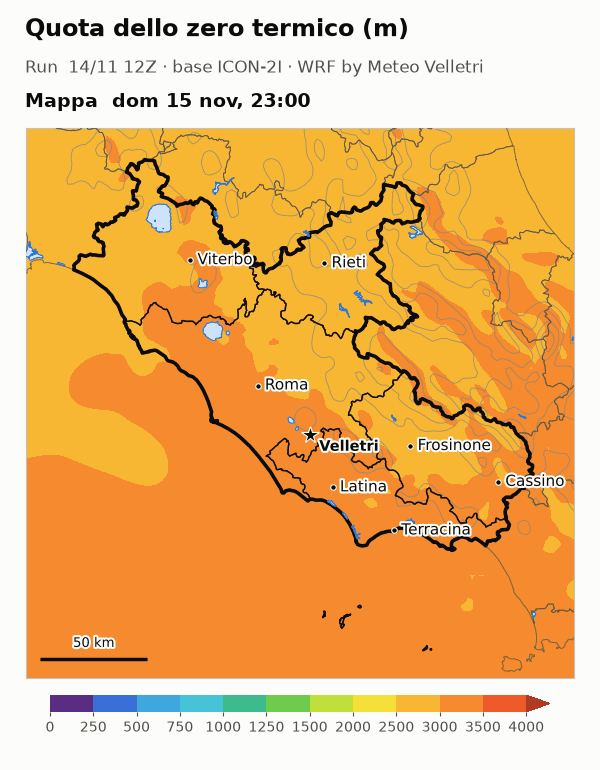 Quota dello zero termico (m)
Run  14/11 12Z · base ICON-2I · WRF by Meteo Velletri
Mappa  dom 15 nov, 23:00
Viterbo
Rieti
Roma
Velletri
Frosinone
Cassino
Latina
Terracina
50 km
0 250 500 750 1000 1250 1500 2000 2500 3000 3500 4000